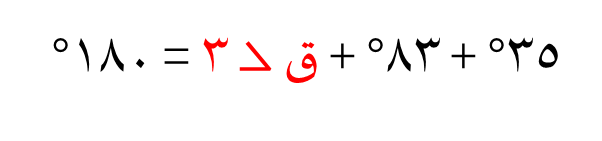 ٣٥° + ٨٣° + ق ∠ ٣ = ١٨٠°